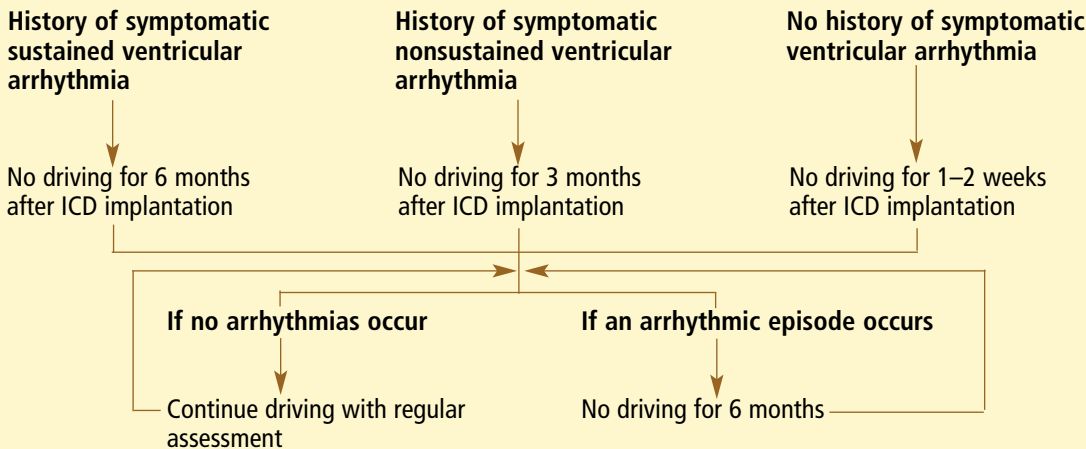 History of symptomatic
sustained ventricular
arrhythmia
History of symptomatic
nonsustained ventricular
arrhythmia
No history of symptomatic
ventricular arrhythmia
No driving for 6 months
after ICD implantation
No driving for 3 months
after ICD implantation
No driving for 1–2 weeks
after ICD implantation
If no arrhythmias occur
If an arrhythmic episode occurs
Continue driving with regular
assessment
No driving for 6 months